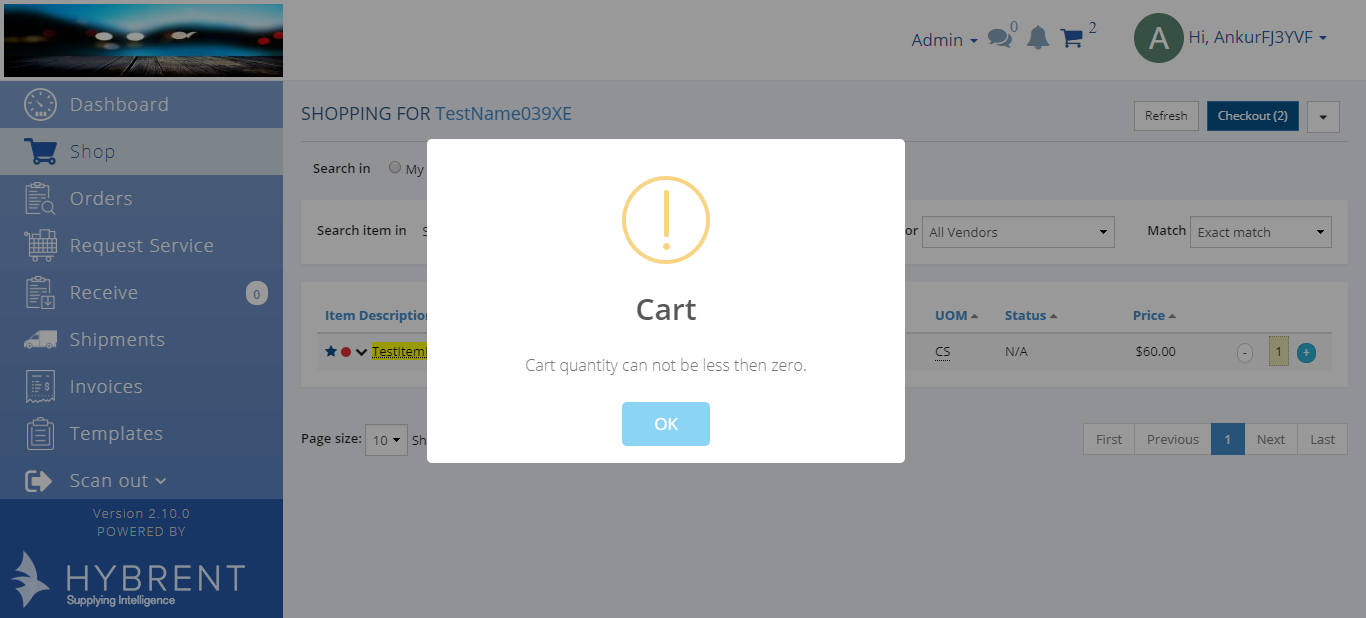 Admin
0
2
A
Hi, AnkurFJ3YVF
Dashboard
Shop
Orders
Request Service
Receive
0
Shipments
Invoices
Templates
Scan out
Version 2.10.0
POWERED BY
HYBRENT
Supplying Intelligence
SHOPPING FOR TestName039XE
Refresh
Checkout (2)
Search in
My
Search item in
or
All Vendors
Match
Exact match
Item Description
UOM
Status
Price
TestItem
CS
N/A
$60.00
-
1
+
Page size:
10
Sh
First
Previous
1
Next
Last
!
Cart
Cart quantity can not be less then zero.
OK